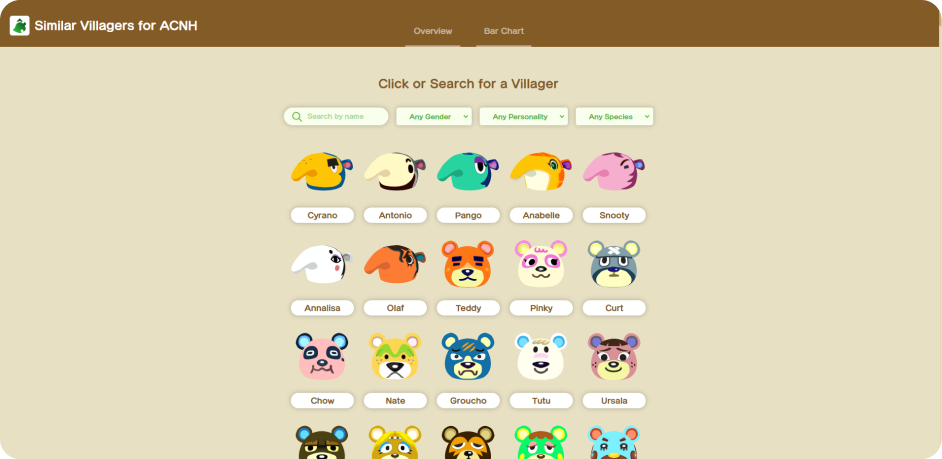 Similar Villagers for ACNH
Overview Bar Chart
Click or Search for a Villager
Search by name Any Gender Any Personality Any Species
Cyrano Antonio Pango Anabelle Snooty
Annalisa Olaf Teddy Pinky Curt
Chow Nate Groucho Tutu Ursala